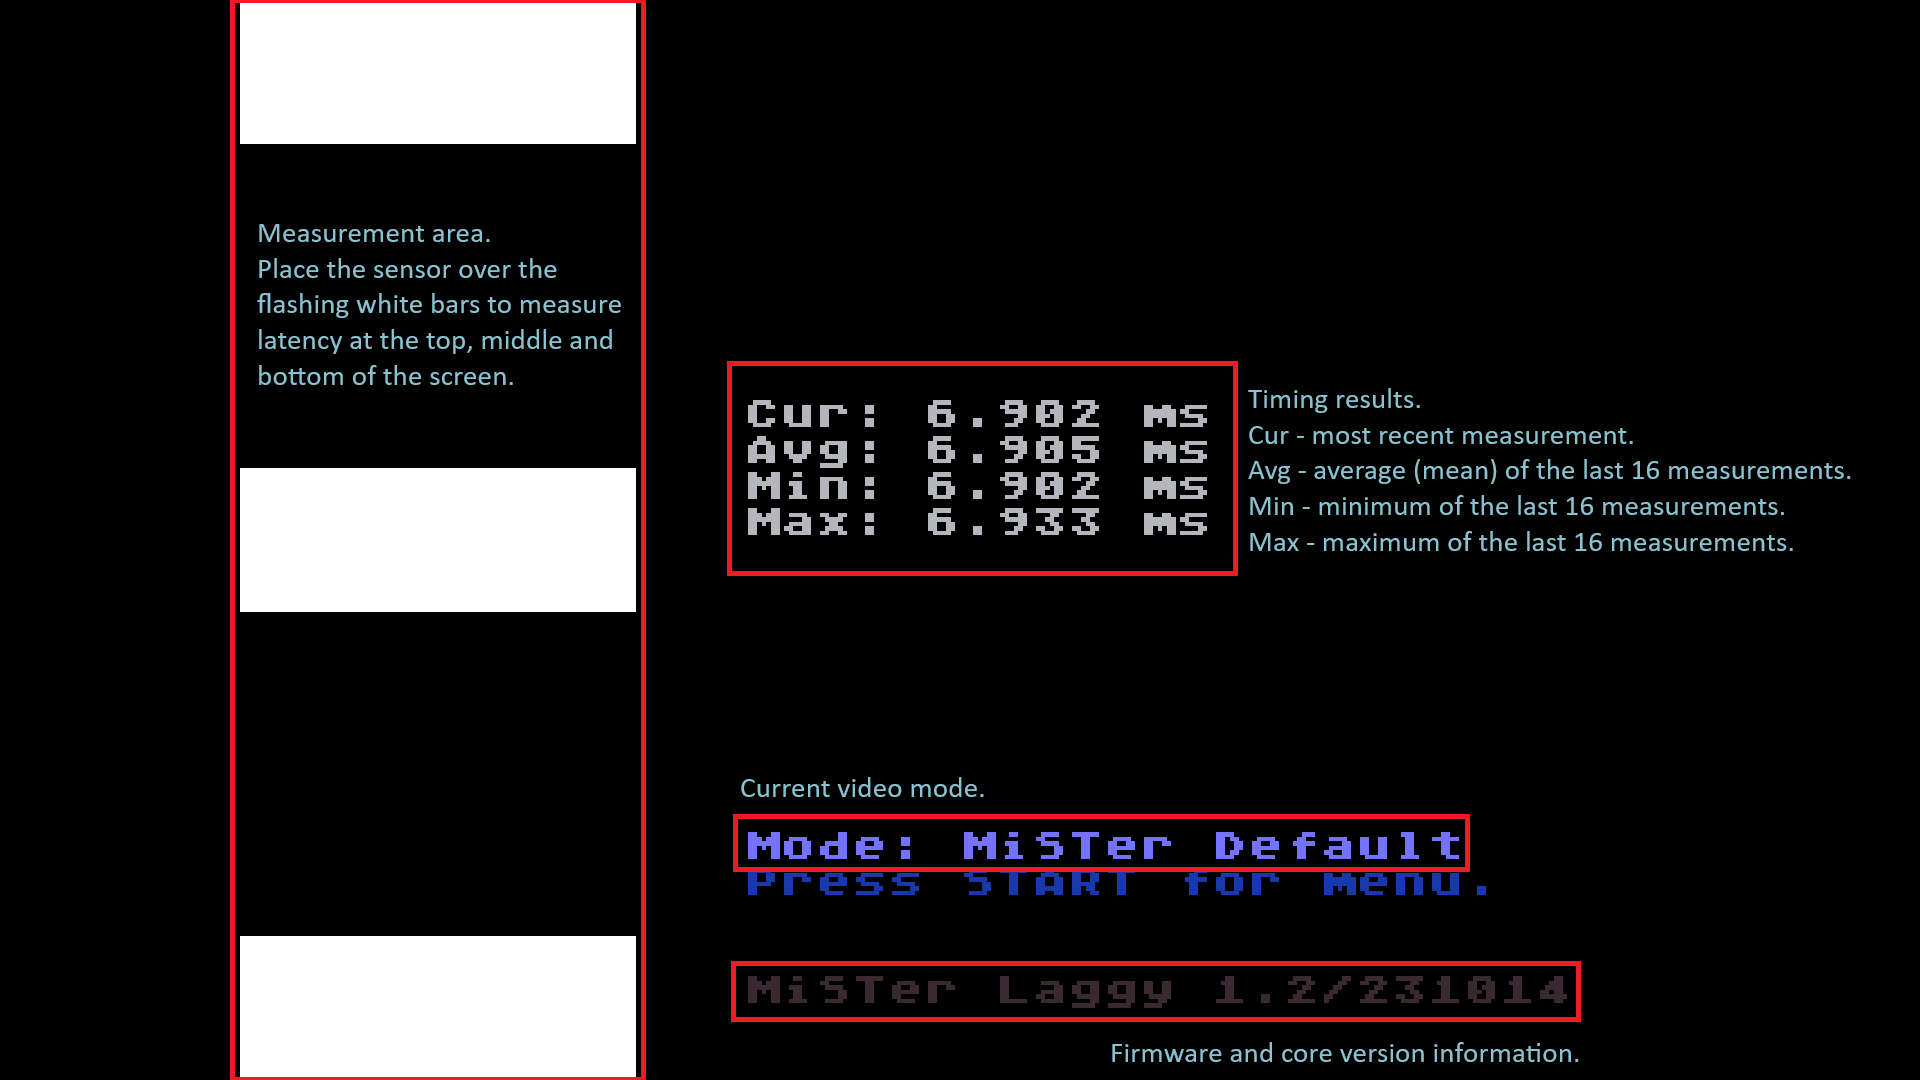 Measurement area.
Place the sensor over the
flashing white bars to measure
latency at the top, middle and
bottom of the screen.
Cur: 6.902 ms
Avg: 6.905 ms
Min: 6.902 ms
Max: 6.933 ms
Timing results.
Cur - most recent measurement.
Avg - average (mean) of the last 16 measurements.
Min - minimum of the last 16 measurements.
Max - maximum of the last 16 measurements.
Current video mode.
Mode: MiSTer Default
Press START for menu.
MiSTer Laggy 1.2/231014
Firmware and core version information.